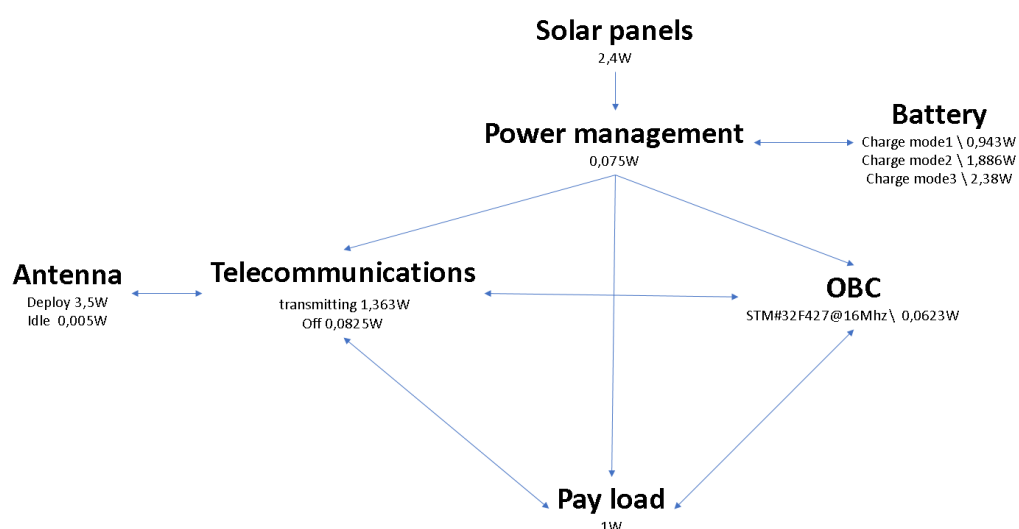 Solar panels
2,4W
Power management
0,075W
Battery
Charge mode1 \ 0,943W
Charge mode2 \ 1,886W
Charge mode3 \ 2,38W
Antenna
Deploy 3,5W
Idle 0,005W
Telecommunications
transmitting 1,363W
Off 0,0825W
OBC
STM#32F427@16Mhz\ 0,0623W
Pay load
1W